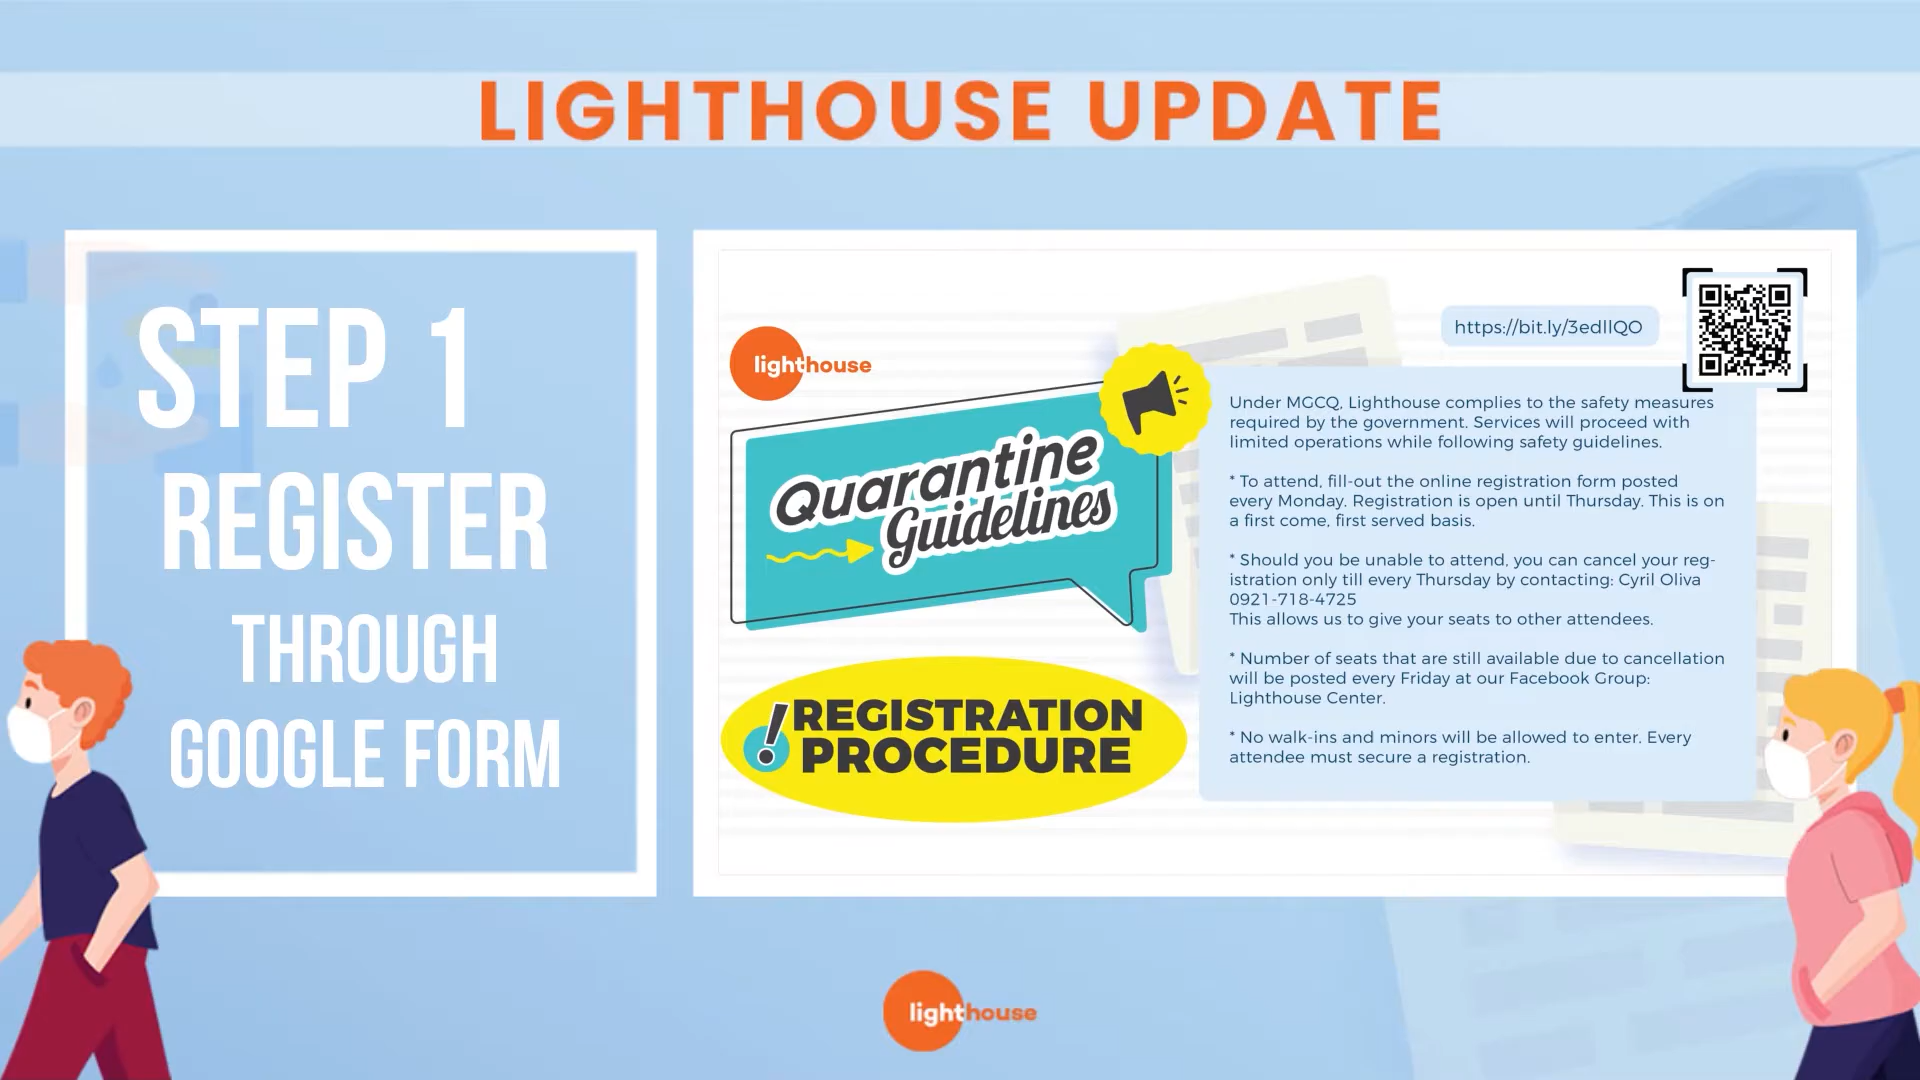 LIGHTHOUSE UPDATE
STEP 1
REGISTER
THROUGH
GOOGLE FORM
lighthouse
Quarantine
Guidelines
! REGISTRATION
PROCEDURE
https://bit.ly/3edllQO
Under MGCQ, Lighthouse complies to the safety measures
required by the government. Services will proceed with
limited operations while following safety guidelines.
* To attend, fill-out the online registration form posted
every Monday. Registration is open until Thursday. This is on
a first come, first served basis.
* Should you be unable to attend, you can cancel your reg-
istration only till every Thursday by contacting: Cyril Oliva
0921-718-4725
This allows us to give your seats to other attendees.
* Number of seats that are still available due to cancellation
will be posted every Friday at our Facebook Group:
Lighthouse Center.
* No walk-ins and minors will be allowed to enter. Every
attendee must secure a registration.
lighthouse